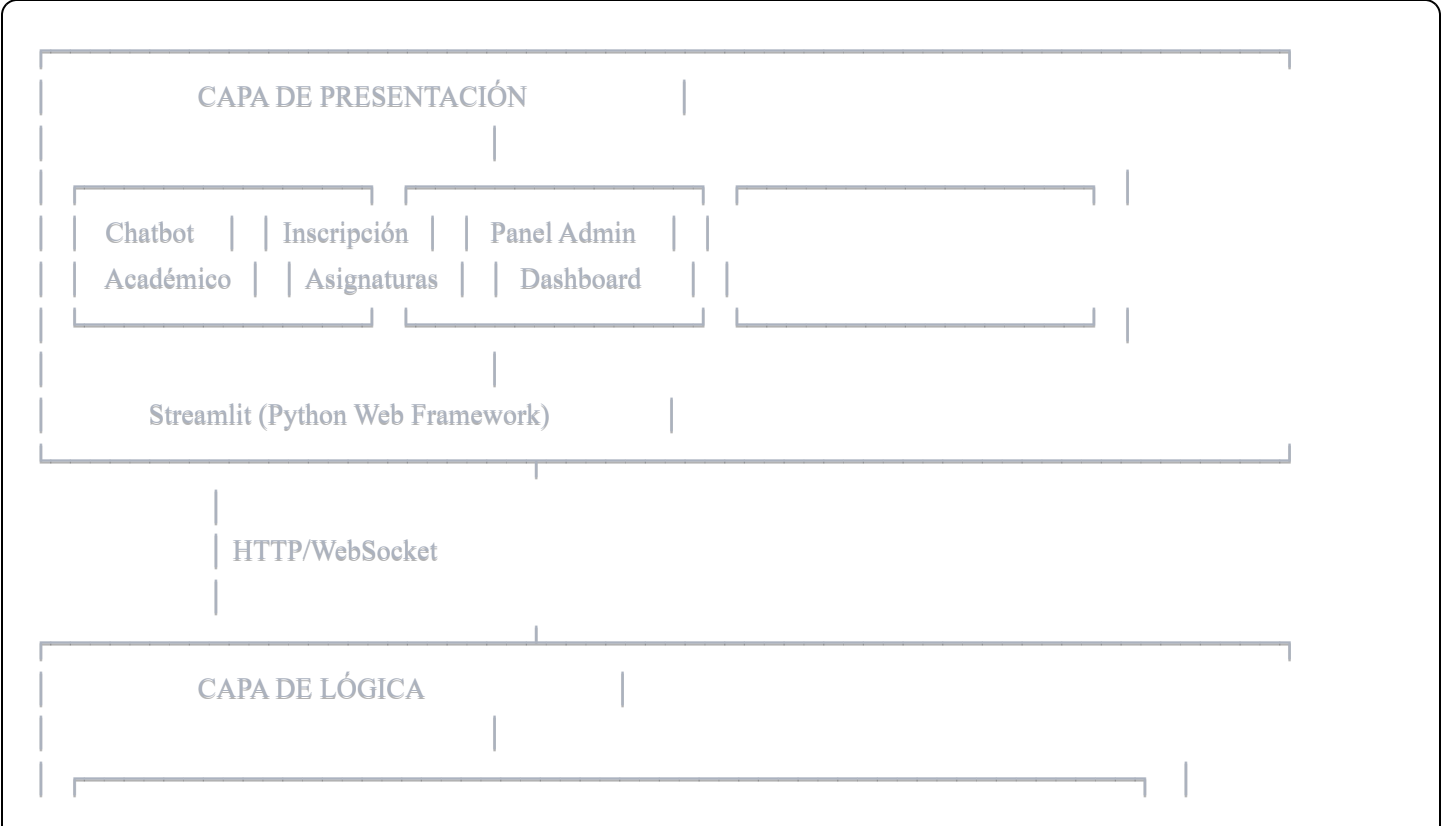 CAPA DE PRESENTACIÓN
Chatbot │ │ Inscripción │ │ Panel Admin │ │
Académico │ │ Asignaturas │ │ Dashboard │ │
Streamlit (Python Web Framework)
HTTP/WebSocket
CAPA DE LÓGICA